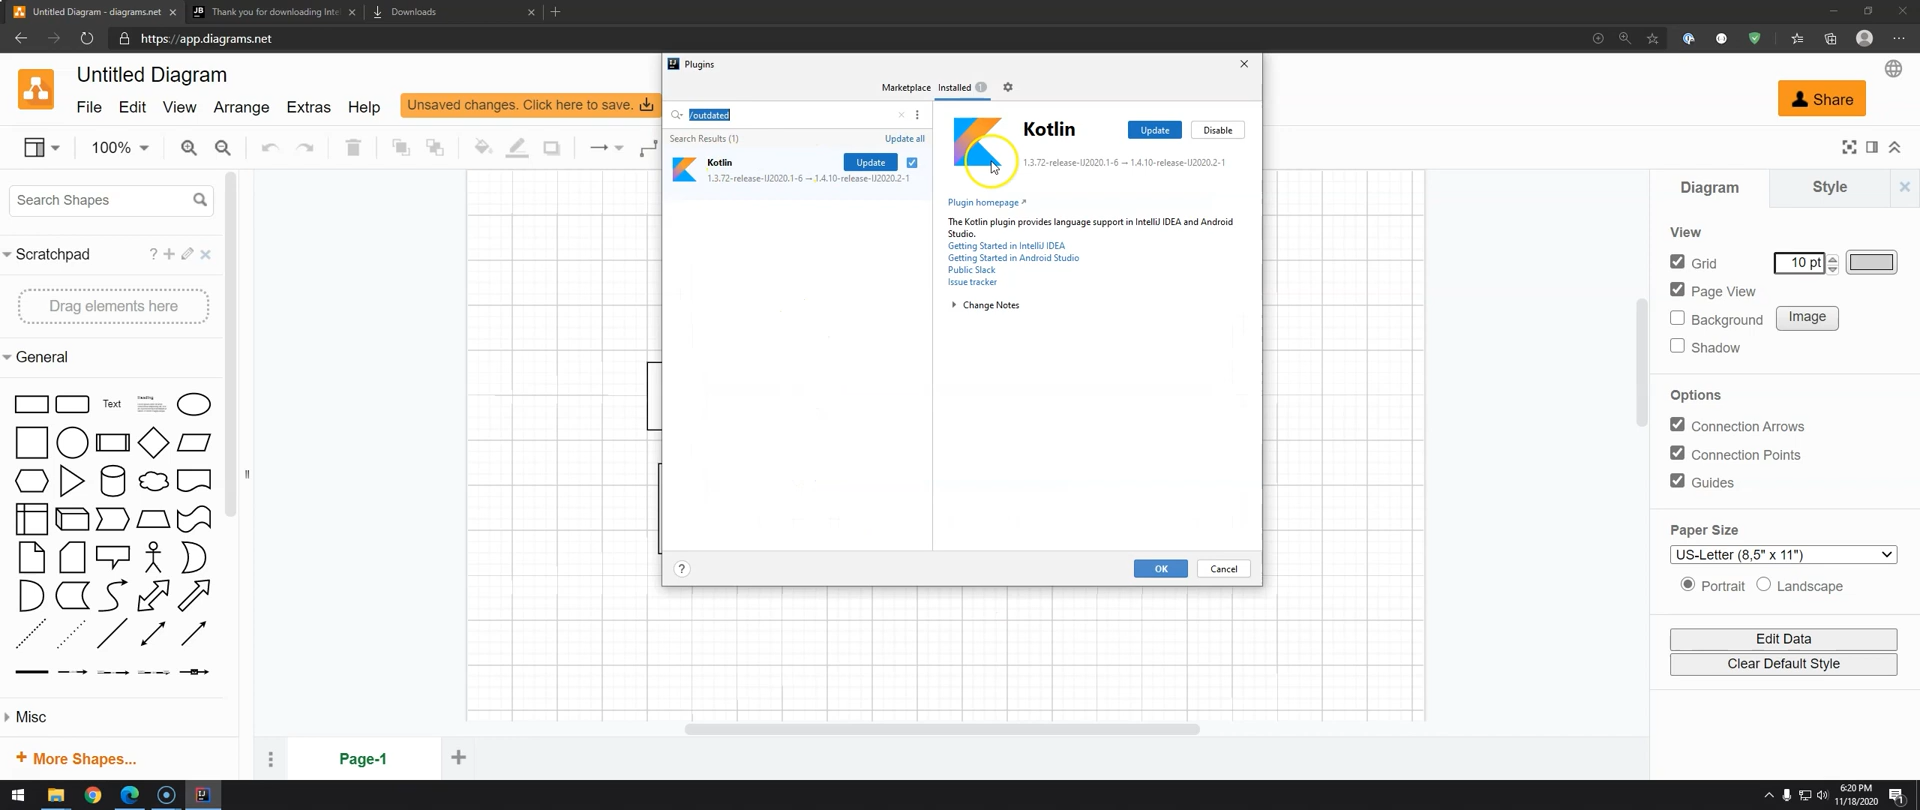 Untitled Diagram - diagrams.net
JB
Thank you for downloading Inte
Downloads
https://app.diagrams.net
Untitled Diagram
File Edit View Arrange Extras Help
Unsaved changes. Click here to save.
Share
100%
Search Shapes
Scratchpad
?
Drag elements here
General
Text
Heading
Misc
+ More Shapes...
Page-1
Plugins
Marketplace Installed 1
/outdated
Search Results (1) Update all
Kotlin Update
1.3.72-release-IJ2020.1-6 → 1.4.10-release-IJ2020.2-1
Kotlin Update Disable
1.3.72-release-IJ2020.1-6 → 1.4.10-release-IJ2020.2-1
Plugin homepage ↗
The Kotlin plugin provides language support in IntelliJ IDEA and Android
Studio.
Getting Started in IntelliJ IDEA
Getting Started in Android Studio
Public Slack
Issue tracker
Change Notes
?
OK Cancel
Diagram Style
View
Grid 10 pt
Page View
Background Image
Shadow
Options
Connection Arrows
Connection Points
Guides
Paper Size
US-Letter (8,5" x 11")
Portrait Landscape
Edit Data
Clear Default Style
IJ
6:20 PM
11/18/2020
1